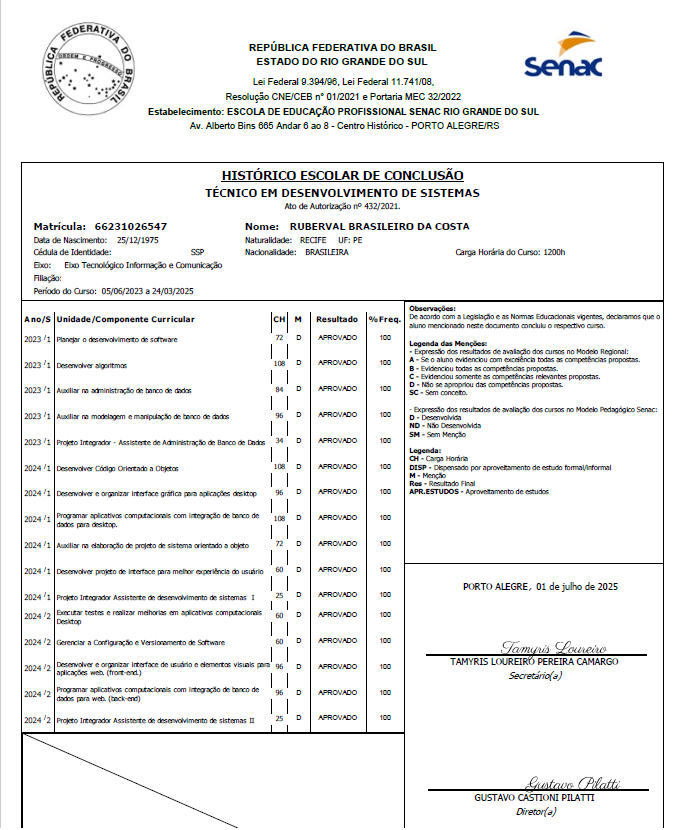 REPÚBLICA FEDERATIVA DO BRASIL
ORDEM E PROGRESSO
Senac
REPÚBLICA FEDERATIVA DO BRASIL
ESTADO DO RIO GRANDE DO SUL
Lei Federal 9.394/96, Lei Federal 11.741/08,
Resolução CNE/CEB n° 01/2021 e Portaria MEC 32/2022
Estabelecimento: ESCOLA DE EDUCAÇÃO PROFISSIONAL SENAC RIO GRANDE DO SUL
Av. Alberto Bins 665 Andar 6 ao 8 - Centro Histórico - PORTO ALEGRE/RS
HISTÓRICO ESCOLAR DE CONCLUSÃO
TÉCNICO EM DESENVOLVIMENTO DE SISTEMAS
Ato de Autorização nº 432/2021.
Matrícula: 66231026547 Nome: RUBERVAL BRASILEIRO DA COSTA
Data de Nascimento: 25/12/1975 Naturalidade: RECIFE UF: PE
Cédula de Identidade: SSP Nacionalidade: BRASILEIRA Carga Horária do Curso: 1200h
Eixo: Eixo Tecnológico Informação e Comunicação
Filiação:
Período do Curso: 05/06/2023 a 24/03/2025
Ano/S Unidade/Componente Curricular CH M Resultado %Freq.
2023 /1 Planejar o desenvolvimento de software 72 D APROVADO 100
2023 /1 Desenvolver algoritmos 108 D APROVADO 100
2023 /1 Auxiliar na administração de banco de dados 84 D APROVADO 100
2023 /1 Auxiliar na modelagem e manipulação de banco de dados 96 D APROVADO 100
2023 /1 Projeto Integrador - Assistente de Administração de Banco de Dados 34 D APROVADO 100
2024 /1 Desenvolver Código Orientado a Objetos 108 D APROVADO 100
2024 /1 Desenvolver e organizar interface gráfica para aplicações desktop 96 D APROVADO 100
2024 /1 Programar aplicativos computacionais com integração de banco de 108 D APROVADO 100
dados para desktop.
2024 /1 Auxiliar na elaboração de projeto de sistema orientado a objeto 72 D APROVADO 100
2024 /1 Desenvolver projeto de interface para melhor experiência do usuário 60 D APROVADO 100
2024 /1 Projeto Integrador Assistente de desenvolvimento de sistemas I 25 D APROVADO 100
2024 /2 Executar testes e realizar melhorias em aplicativos computacionais 60 D APROVADO 100
Desktop
2024 /2 Gerenciar a Configuração e Versionamento de Software 60 D APROVADO 100
2024 /2 Desenvolver e organizar interface de usuário e elementos visuais para 96 D APROVADO 100
aplicações web. (front-end.)
2024 /2 Programar aplicativos computacionais com integração de banco de 96 D APROVADO 100
dados para web. (back-end)
2024 /2 Projeto Integrador Assistente de desenvolvimento de sistemas II 25 D APROVADO 100
Observações:
De acordo com a Legislação e as Normas Educacionais vigentes, declaramos que o
aluno mencionado neste documento concluiu o respectivo curso.
Legenda das Menções:
- Expressão dos resultados de avaliação dos cursos no Modelo Regional:
A - Se o aluno evidenciou com excelência todas as competências propostas.
B - Evidenciou todas as competências propostas.
C - Evidenciou somente as competências relevantes propostas.
D - Não se apropriou das competências propostas.
SC - Sem conceito.
- Expressão dos resultados de avaliação dos cursos no Modelo Pedagógico Senac:
D - Desenvolvida
ND - Não Desenvolvida
SM - Sem Menção
Legenda:
CH - Carga Horária
DISP - Dispensado por aproveitamento de estudo formal/informal
M - Menção
Res - Resultado Final
APR.ESTUDOS - Aproveitamento de estudos
PORTO ALEGRE, 01 de julho de 2025
Tamyris Loureiro
TAMYRIS LOUREIRO PEREIRA CAMARGO
Secretário(a)
Gustavo Pilatti
GUSTAVO CASTIONI PILATTI
Diretor(a)